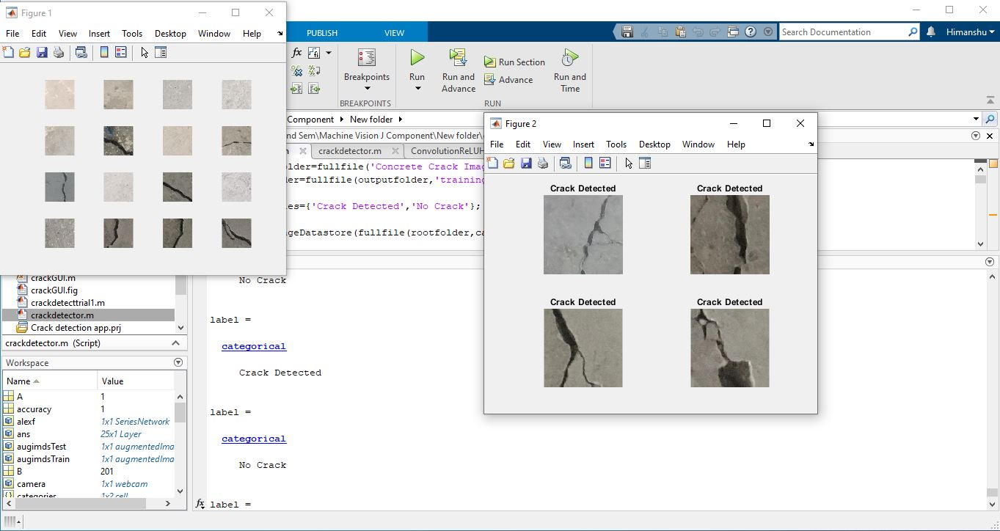 Figure 1
File Edit View Insert Tools Desktop Window Help
PUBLISH VIEW
Search Documentation
Himanshu
fx
Breakpoints
Run
Run and
Advance
Run Section
Advance
Run and
Time
BREAKPOINTS
RUN
Component New folder
nd Sem\Machine Vision J Component\New folder\
crackdetector.m
ConvolutionReLU
older=fullfile('Concrete Crack Imag
der=fullfile(outputfolder,'training
ies={'Crack Detected','No Crack'};
ageDatastore(fullfile(rootfolder,ca
Figure 2
File Edit View Insert Tools Desktop Window Help
Crack Detected Crack Detected
Crack Detected Crack Detected
crackGUI.m
crackGUI.fig
crackdetecttrial1.m
crackdetector.m
Crack detection app.prj
crackdetector.m (Script)
Workspace
Name Value
A 1
accuracy 1
alexf 1x1 SeriesNetwork
ans 25x1 Layer
augimdsTest 1x1 augmentedIma
augimdsTrain 1x1 augmentedIma
B 201
camera 1x1 webcam
categories 1x2 cell
No Crack
label =
categorical
Crack Detected
label =
categorical
No Crack
fx label =